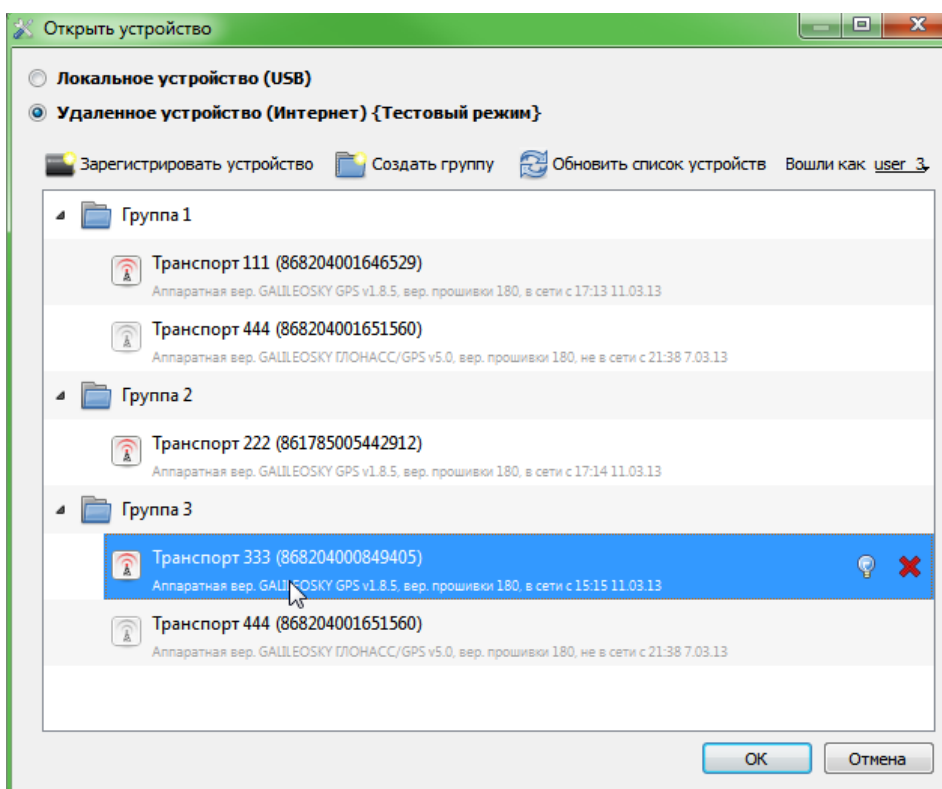 Открыть устройство
Локальное устройство (USB)
Удаленное устройство (Интернет) {Тестовый режим}
Зарегистрировать устройство Создать группу Обновить список устройств Вошли как user_3
Группа 1
Транспорт 111 (868204001646529)
Аппаратная вер. GALILEOSKY GPS v1.8.5, вер. прошивки 180, в сети с 17:13 11.03.13
Транспорт 444 (868204001651560)
Аппаратная вер. GALILEOSKY ГЛОНАСС/GPS v5.0, вер. прошивки 180, не в сети с 21:38 7.03.13
Группа 2
Транспорт 222 (861785005442912)
Аппаратная вер. GALILEOSKY GPS v1.8.5, вер. прошивки 180, в сети с 17:14 11.03.13
Группа 3
Транспорт 333 (868204000849405)
Аппаратная вер. GALILEOSKY GPS v1.8.5, вер. прошивки 180, в сети с 15:15 11.03.13
Транспорт 444 (868204001651560)
Аппаратная вер. GALILEOSKY ГЛОНАСС/GPS v5.0, вер. прошивки 180, не в сети с 21:38 7.03.13
OK Отмена